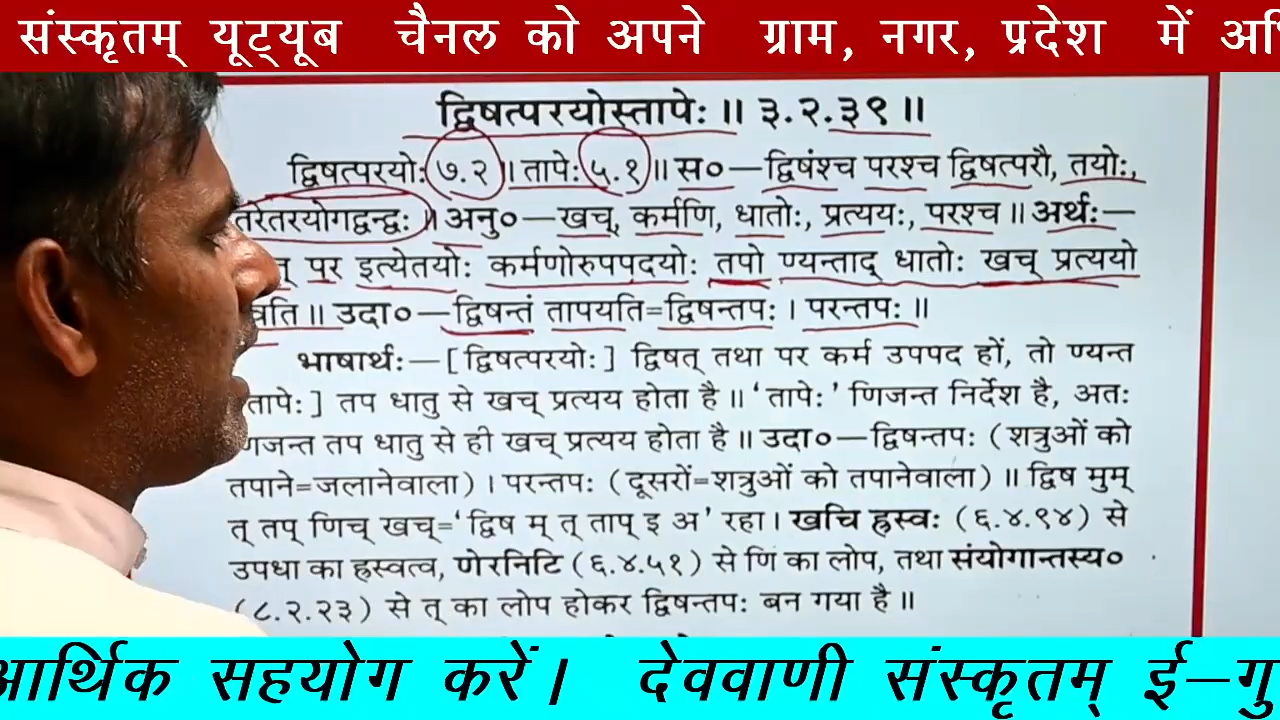 संस्कृतम् यूट्यूब चैनल को अपने ग्राम, नगर, प्रदेश में
द्विषत्परयोस्तापेः ॥ ३.२.३९ ॥
द्विषत्परयोः ७.२ । तापेः ५.१ ॥ स०—द्विषंश्च परश्च द्विषत्परौ, तयोः,
तरेतरयोगद्वन्द्वः ॥ अनु०—खच्, कर्मणि, धातोः, प्रत्ययः, परश्च ॥ अर्थः—
पर इत्येतयोः कर्मणोरुपपदयोः तपो ण्यन्ताद् धातोः खच् प्रत्ययो
वति ॥ उदा०—द्विषन्तं तापयति=द्विषन्तपः । परन्तपः ॥
भाषार्थः—[द्विषत्परयोः] द्विषत् तथा पर कर्म उपपद हों, तो ण्यन्त
तापेः] तप धातु से खच् प्रत्यय होता है ॥ 'तापेः' णिजन्त निर्देश है, अतः
णिजन्त तप धातु से ही खच् प्रत्यय होता है ॥ उदा०—द्विषन्तपः (शत्रुओं को
तपाने=जलानेवाला) । परन्तपः (दूसरों=शत्रुओं को तपानेवाला) ॥ द्विष मुम्
त् तप् णिच् खच्='द्विष म् त् ताप् इ अ' रहा । खचि ह्रस्वः (६.४.९४) से
उपधा का ह्रस्वत्व, णेरनिटि (६.४.५१) से णि का लोप, तथा संयोगान्तस्य०
(८.२.२३) से त् का लोप होकर द्विषन्तपः बन गया है ॥
आर्थिक सहयोग करें। देववाणी संस्कृतम् ई–गु